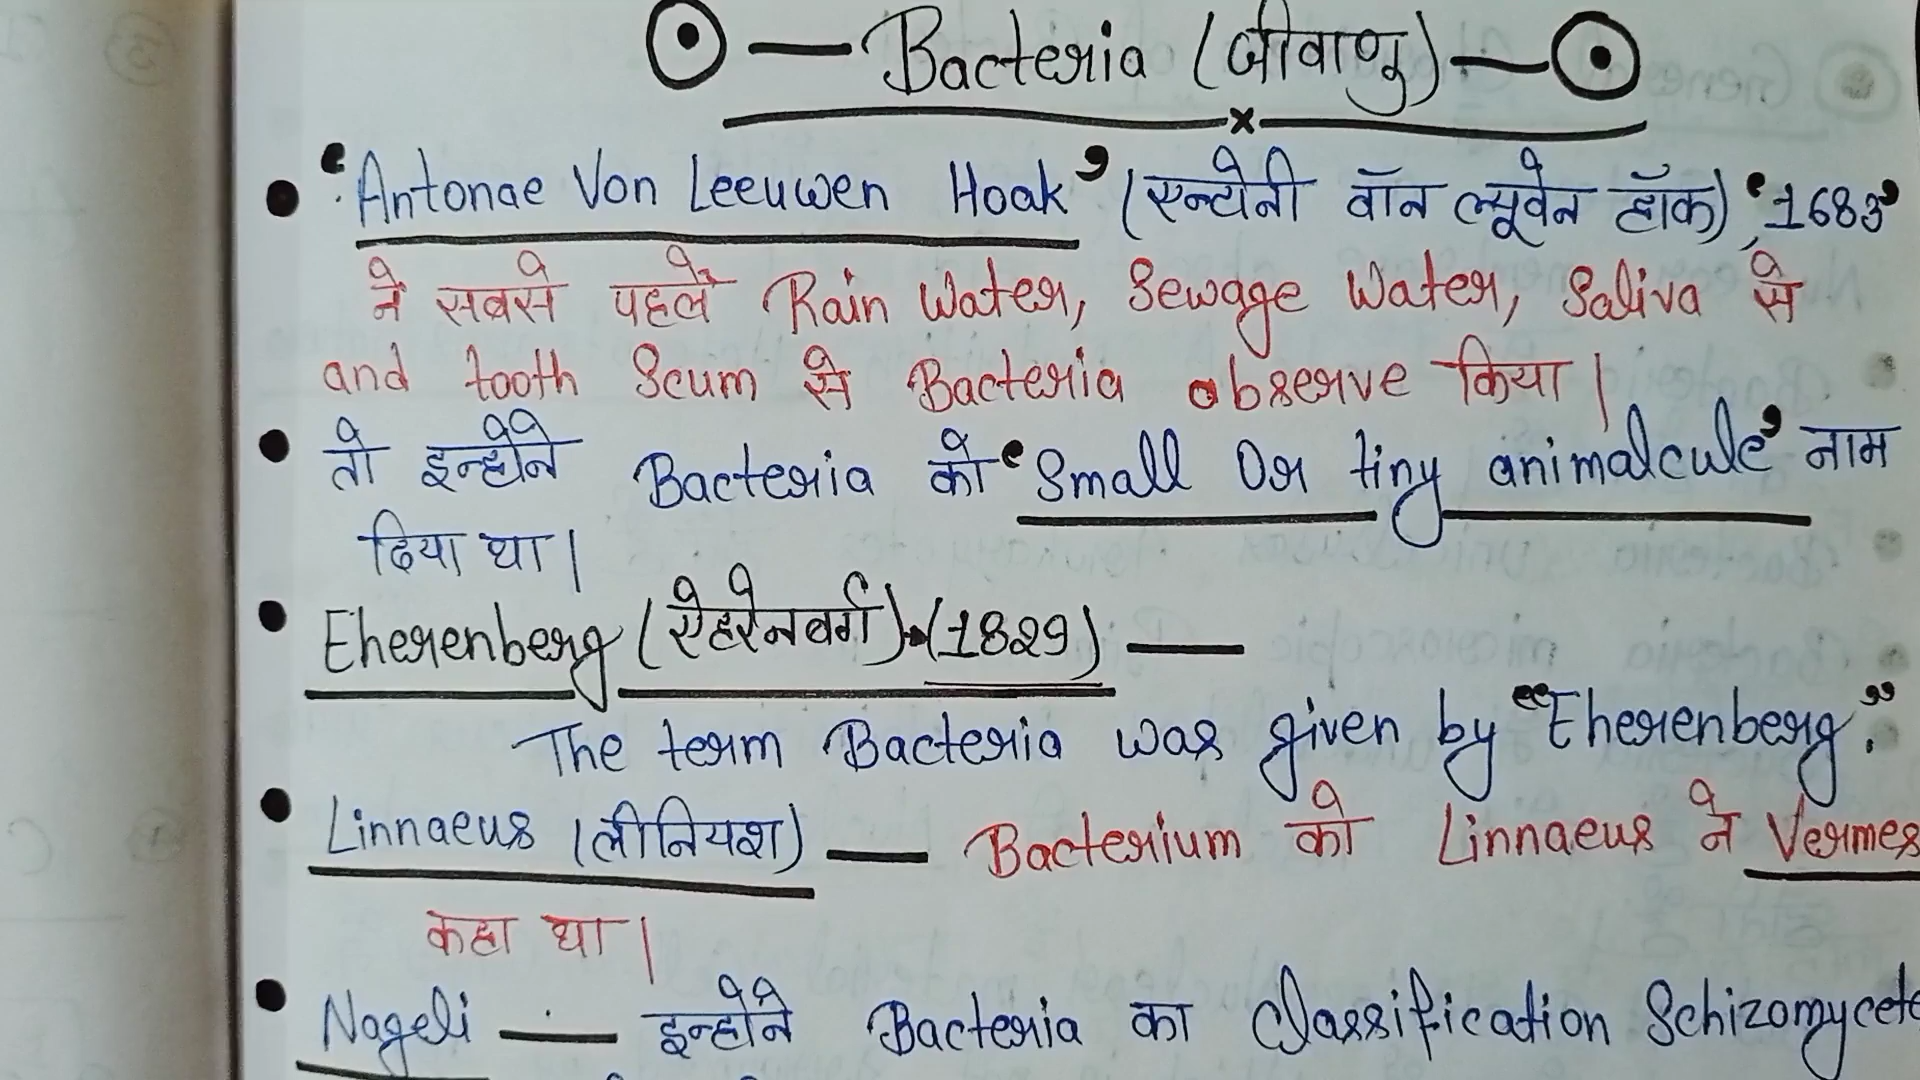 Bacteria (जीवाणु)
'Antonae Von Leeuwen Hoak' (एन्टोनी वॉन ल्यूवेन हॉक), '1683'
ने सबसे पहले Rain Water, Sewage Water, Saliva से
and tooth Scum से Bacteria observe किया।
तो इन्होंने Bacteria को 'Small Or tiny animalcule' नाम
दिया था।
Eherenberg (ऐहरेनबर्ग) (1829) —
The term Bacteria was given by "Eherenberg."
Linnaeus (लीनियश) — Bacterium को Linnaeus ने Vermes
कहा था।
Nageli — इन्होंने Bacteria का Classification Schizomycete